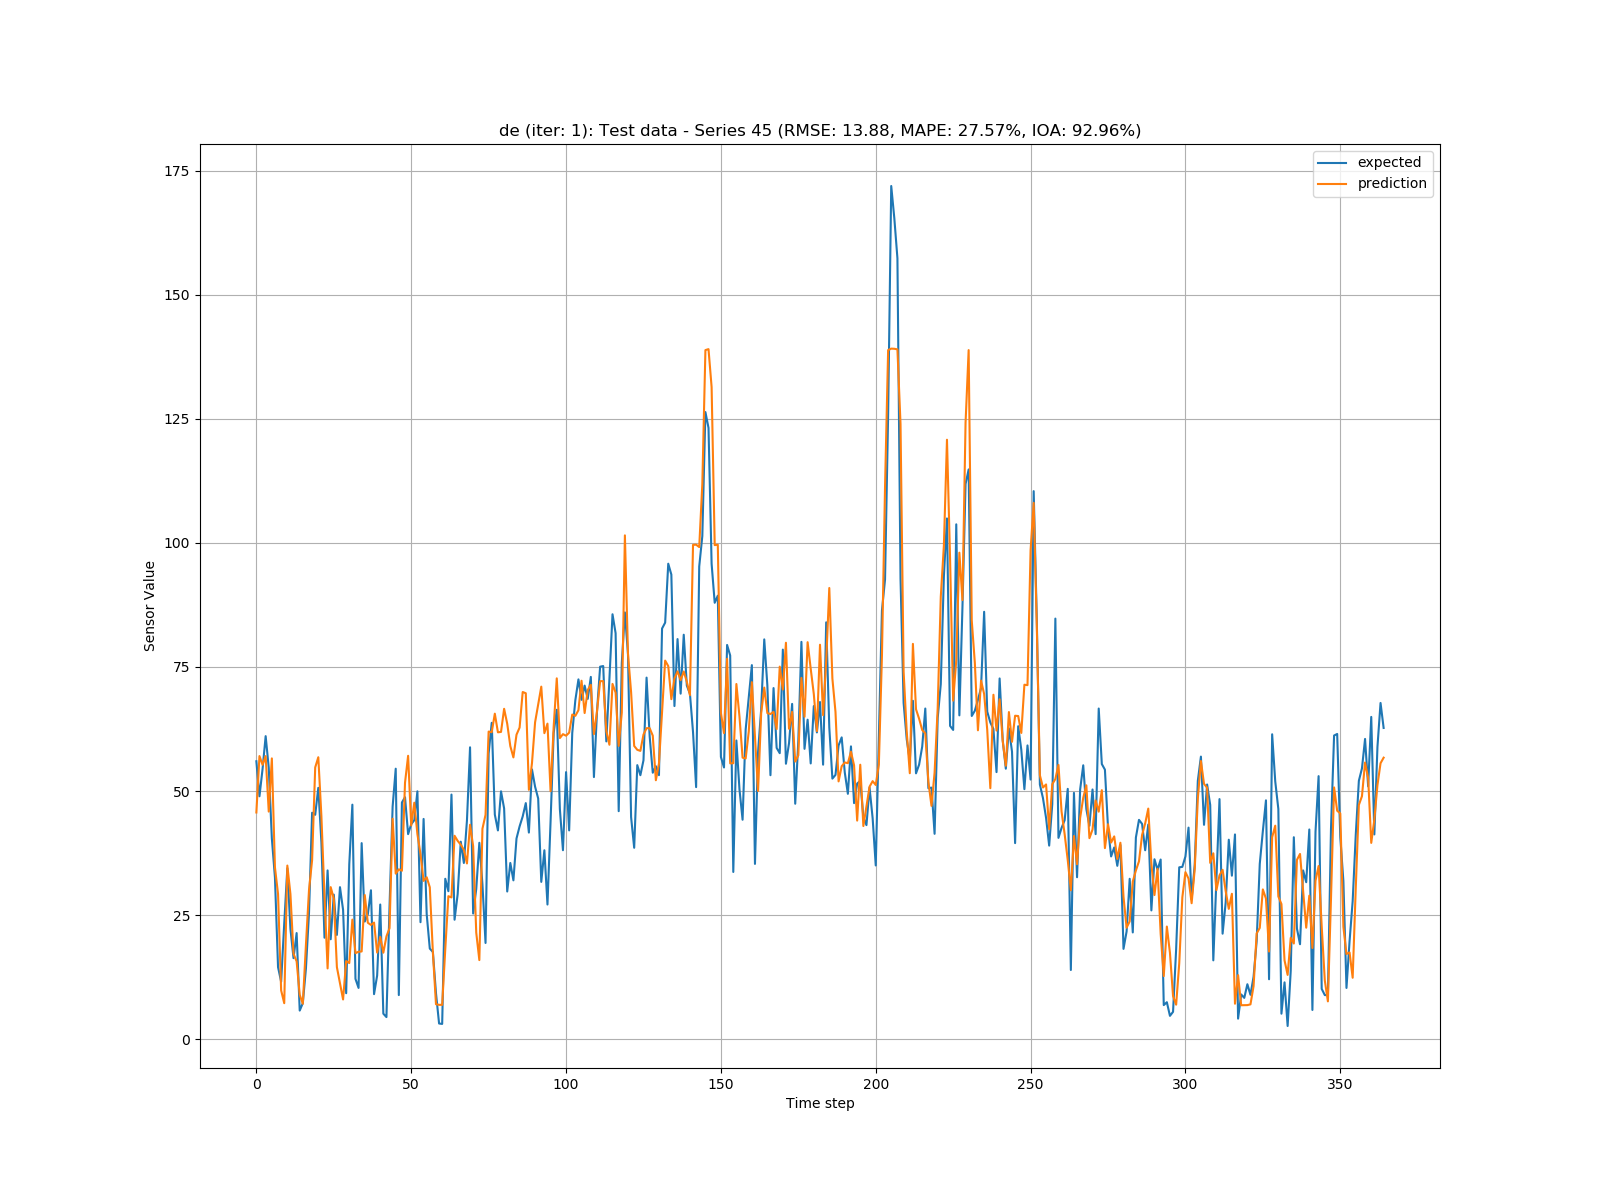 de (iter: 1): Test data - Series 45 (RMSE: 13.88, MAPE: 27.57%, IOA: 92.96%)
expected
prediction
175
150
125
100
75
50
25
0
Sensor Value
0 50 100 150 200 250 300 350
Time step